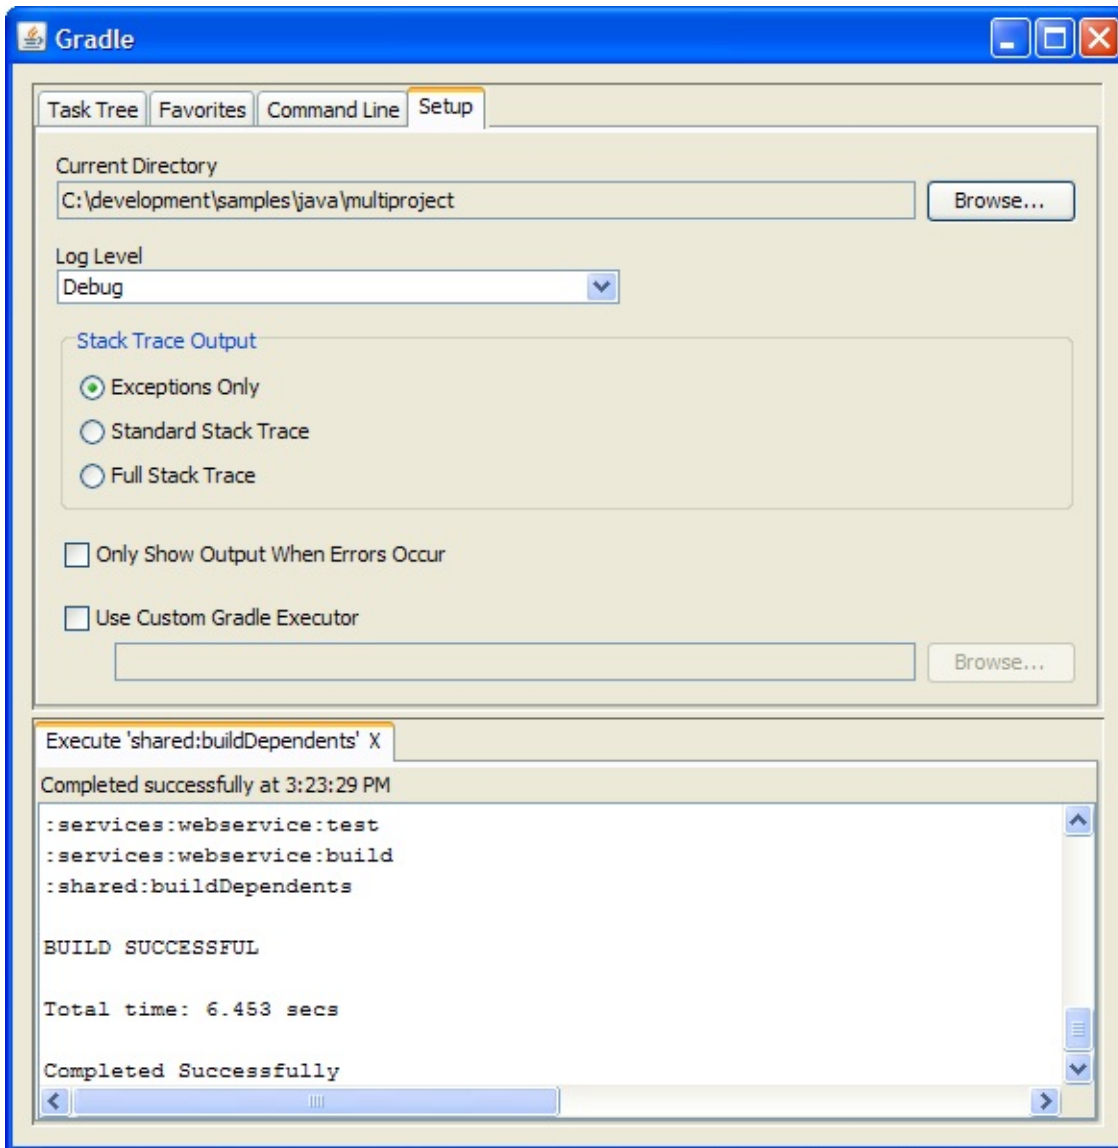 Gradle
Task Tree Favorites Command Line Setup
Current Directory
C:\development\samples\java\multiproject Browse...
Log Level
Debug
Stack Trace Output
Exceptions Only
Standard Stack Trace
Full Stack Trace
Only Show Output When Errors Occur
Use Custom Gradle Executor
Browse...
Execute 'shared:buildDependents' X
Completed successfully at 3:23:29 PM
:services:webservice:test
:services:webservice:build
:shared:buildDependents
BUILD SUCCESSFUL
Total time: 6.453 secs
Completed Successfully